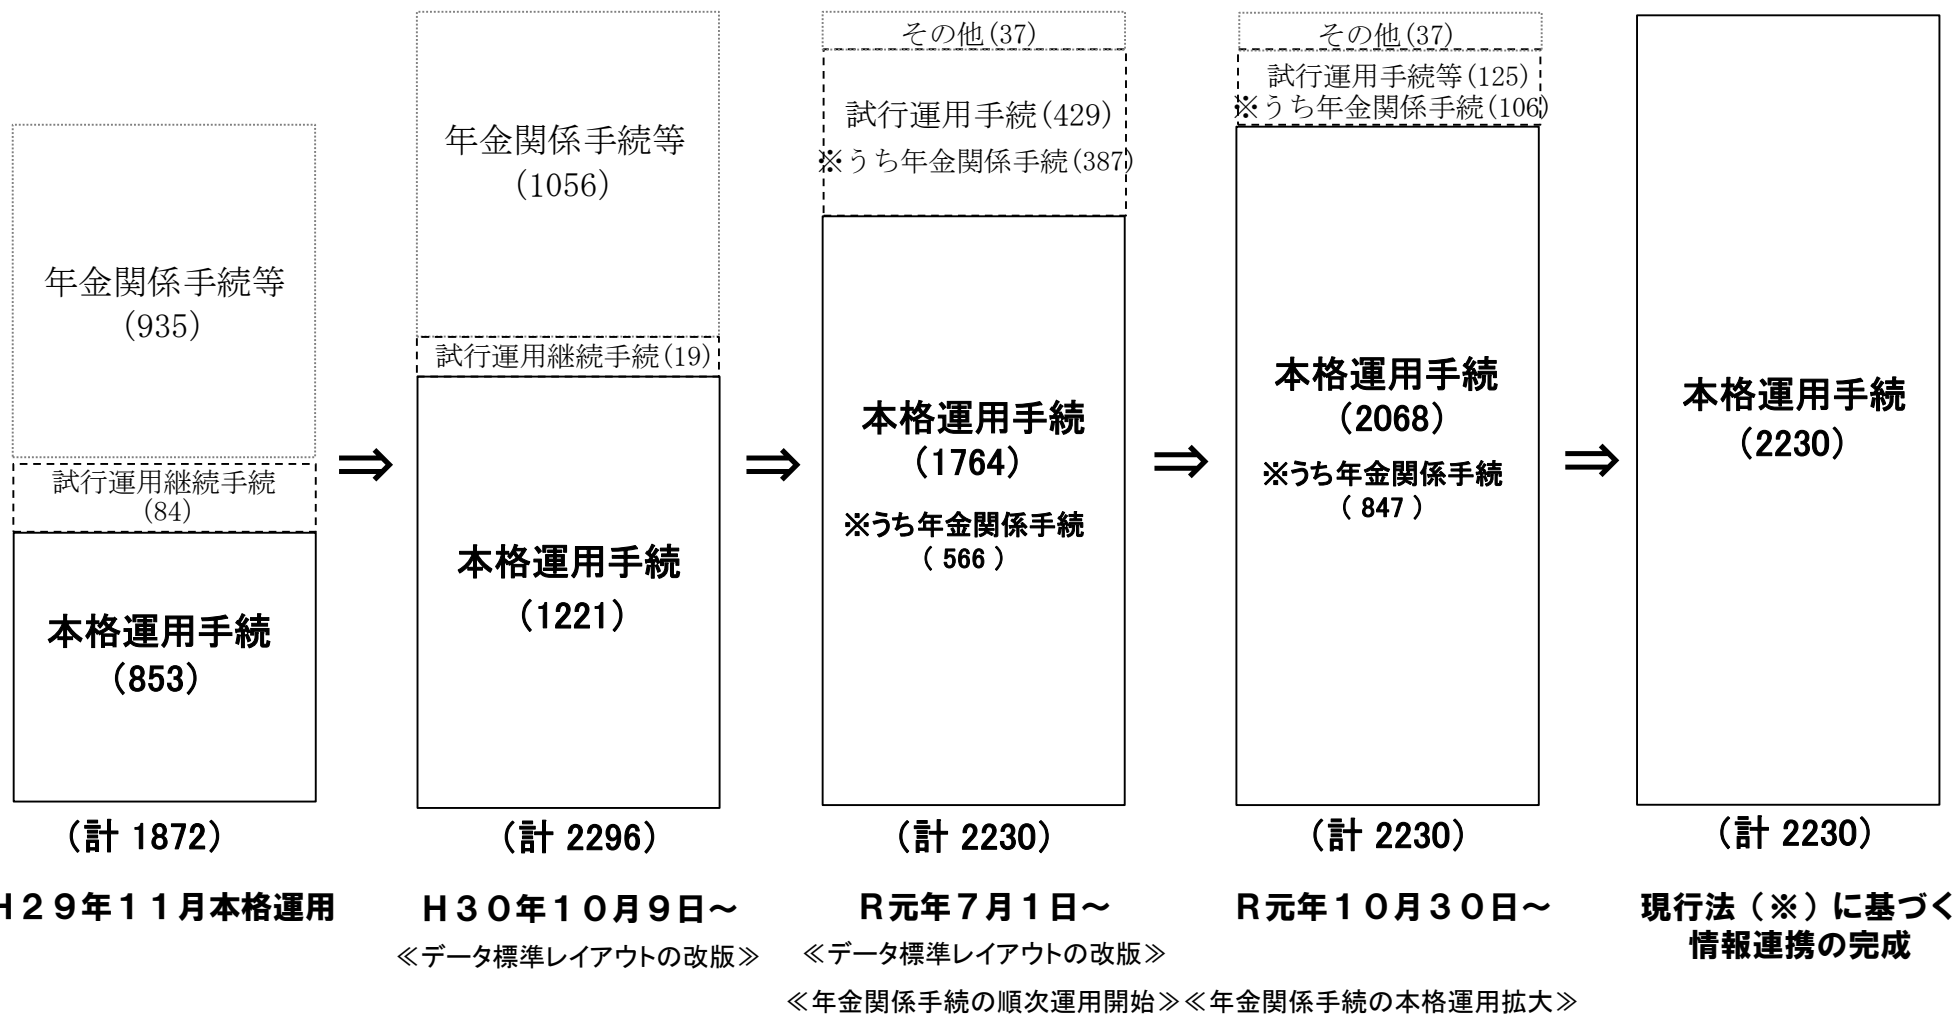 年金関係手続等
(935)
試行運用継続手続
(84)
本格運用手続
(853)
(計 1872)
H29年11月本格運用
⇒
年金関係手続等
(1056)
試行運用継続手続(19)
本格運用手続
(1221)
(計 2296)
H30年10月9日～
≪データ標準レイアウトの改版≫
⇒
その他(37)
試行運用手続(429)
※うち年金関係手続(387)
本格運用手続
(1764)
※うち年金関係手続
( 566 )
(計 2230)
R元年7月1日～
≪データ標準レイアウトの改版≫
≪年金関係手続の順次運用開始≫
⇒
その他(37)
試行運用手続等(125)
※うち年金関係手続(106)
本格運用手続
(2068)
※うち年金関係手続
( 847 )
(計 2230)
R元年10月30日～
≪年金関係手続の本格運用拡大≫
⇒
本格運用手続
(2230)
(計 2230)
現行法(※)に基づく
情報連携の完成